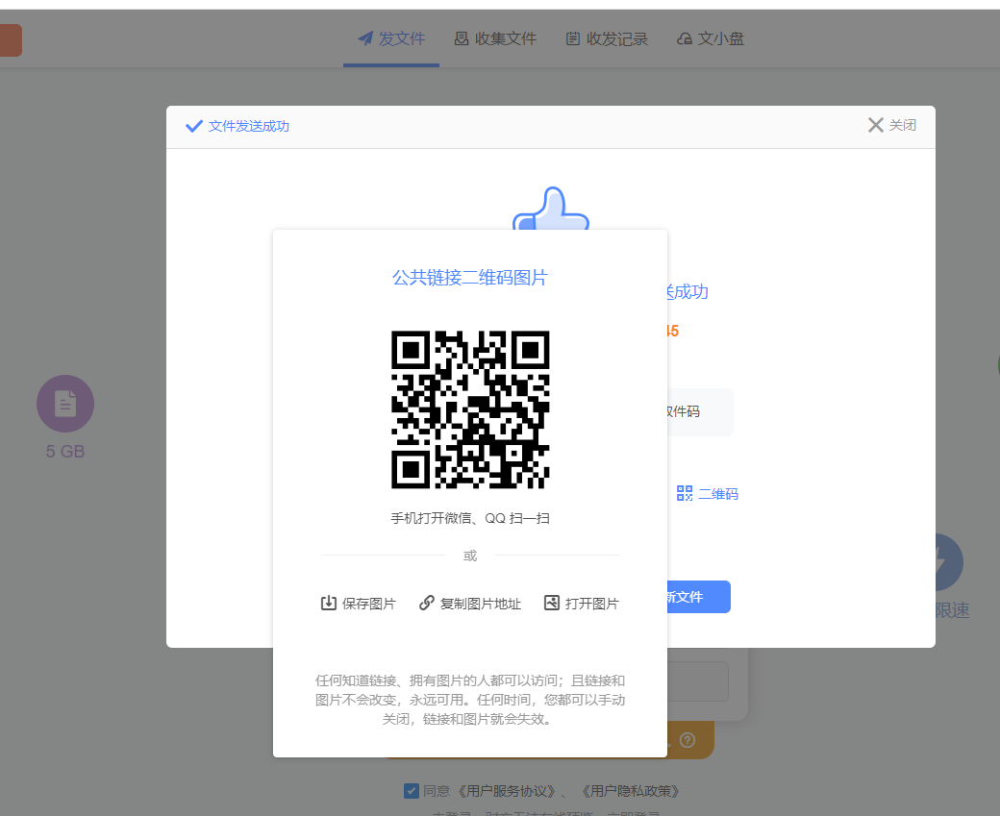 发文件 收集文件 收发记录 文小盘
文件发送成功 关闭
公共链接二维码图片
送成功
45
取件码
5 GB
二维码
手机打开微信、QQ 扫一扫
或
保存图片 复制图片地址 打开图片
新文件
限速
任何知道链接、拥有图片的人都可以访问；且链接和
图片不会改变，永远可用。任何时间，您都可以手动
关闭，链接和图片就会失效。
同意《用户服务协议》、《用户隐私政策》